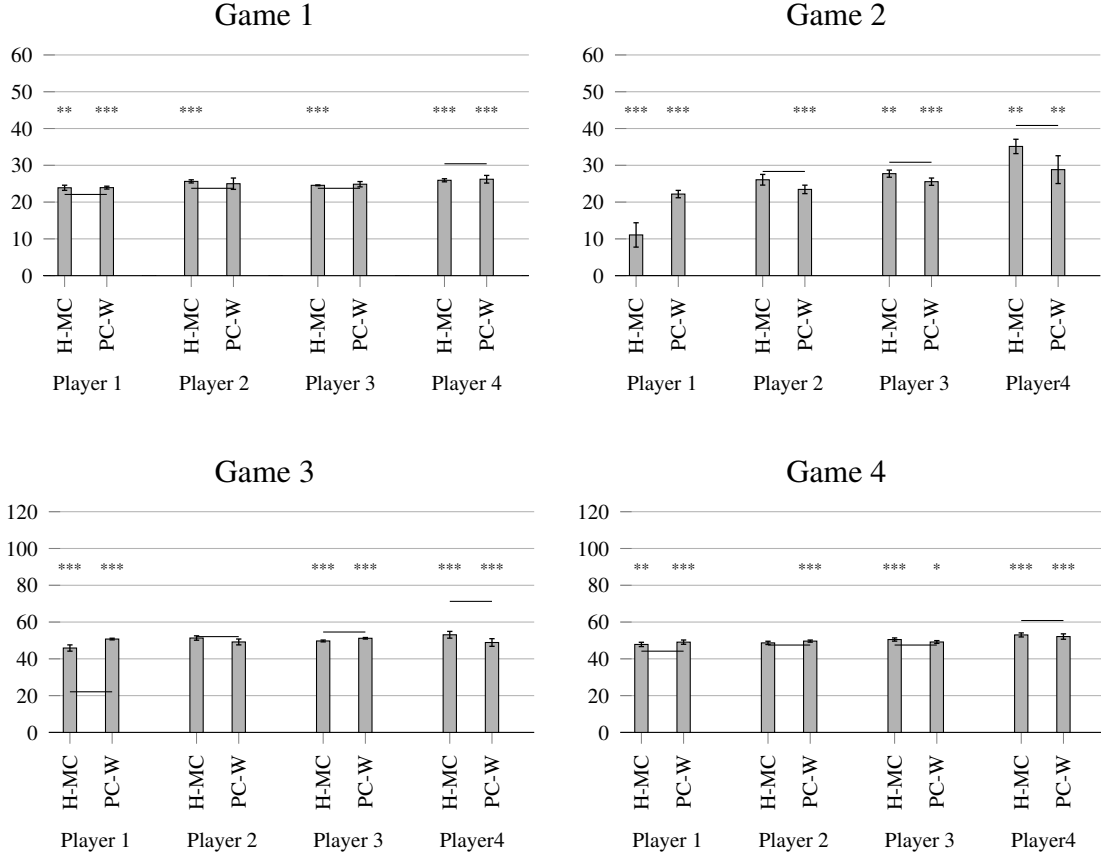 Game 1
60
50
40
30
20
10
0
** *** *** *** *** ***
H-MC PC-W H-MC PC-W H-MC PC-W H-MC PC-W
Player 1 Player 2 Player 3 Player 4
Game 2
60
50
40
30
20
10
0
*** *** *** ** *** ** **
H-MC PC-W H-MC PC-W H-MC PC-W H-MC PC-W
Player 1 Player 2 Player 3 Player4
Game 3
120
100
80
60
40
20
0
*** *** *** *** *** ***
H-MC PC-W H-MC PC-W H-MC PC-W H-MC PC-W
Player 1 Player 2 Player 3 Player4
Game 4
120
100
80
60
40
20
0
** *** *** *** * *** ***
H-MC PC-W H-MC PC-W H-MC PC-W H-MC PC-W
Player 1 Player 2 Player 3 Player4